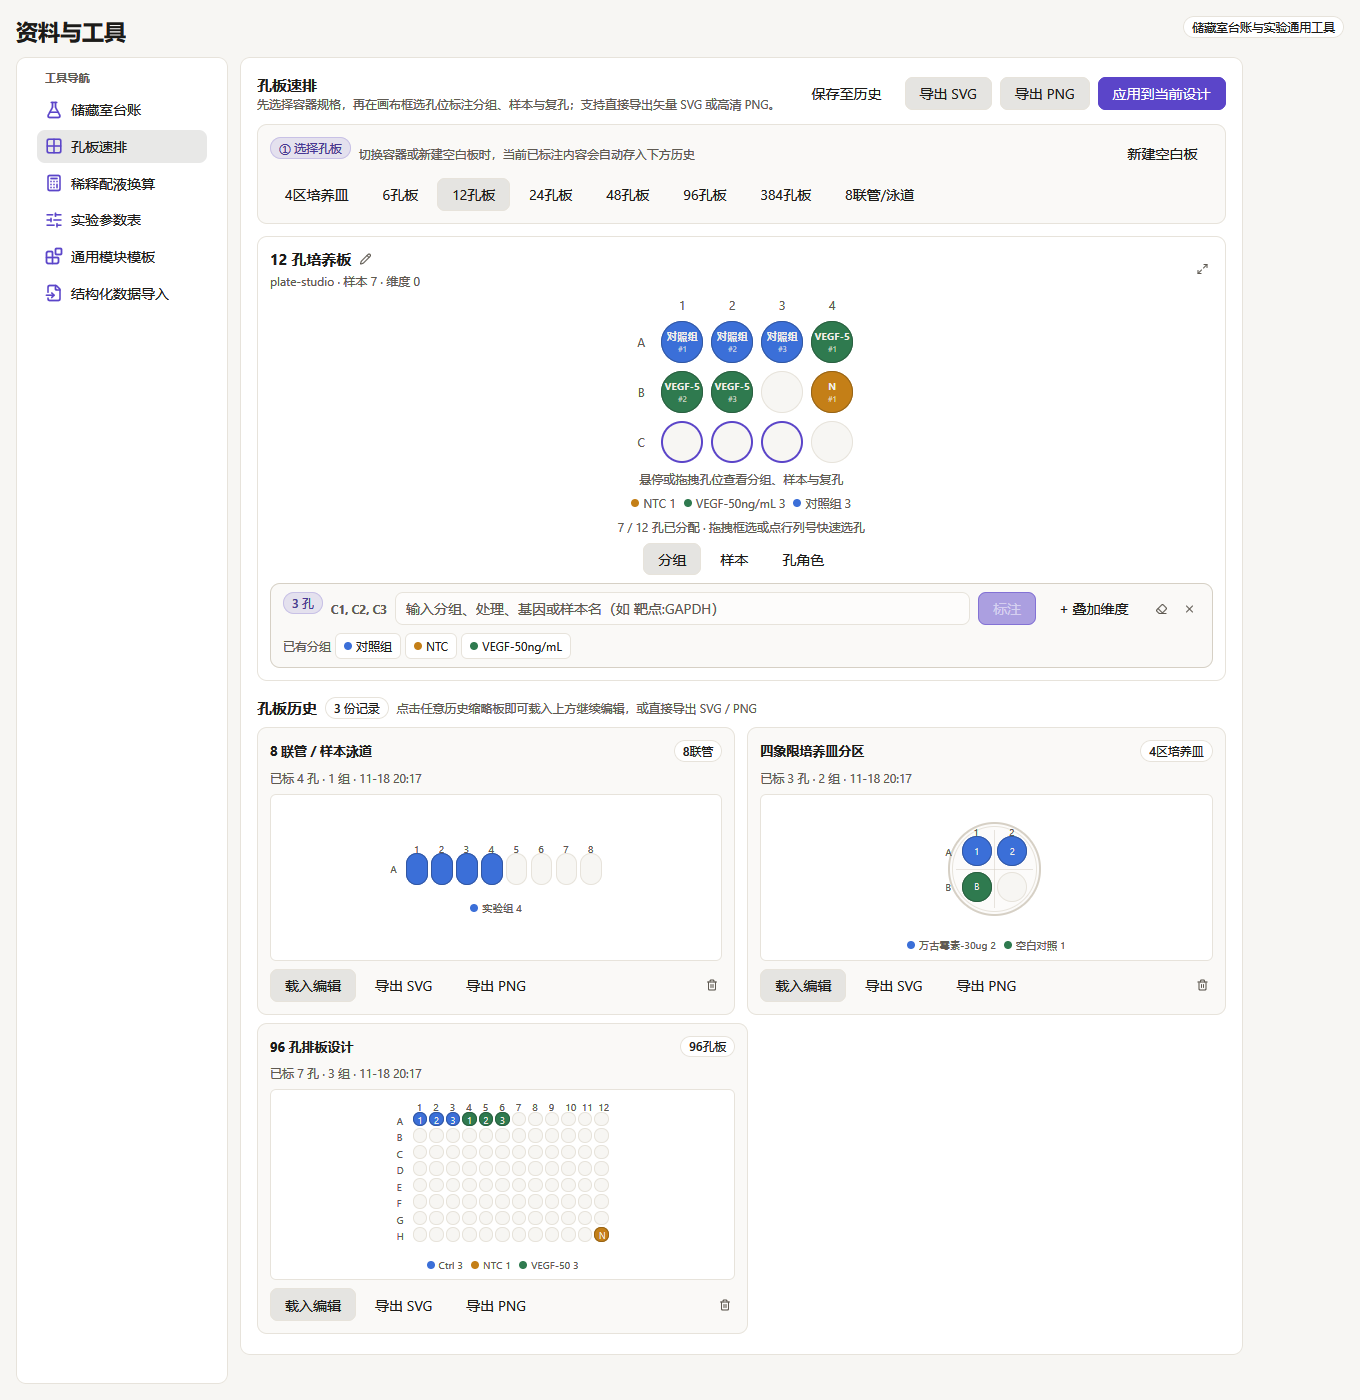 资料与工具
储藏室台账与实验通用工具
工具导航
储藏室台账
孔板速排
稀释配液换算
实验参数表
通用模块模板
结构化数据导入
孔板速排
先选择容器规格，再在画布框选孔位标注分组、样本与复孔；支持直接导出矢量 SVG 或高清 PNG。
保存至历史
导出 SVG
导出 PNG
应用到当前设计
① 选择孔板
切换容器或新建空白板时，当前已标注内容会自动存入下方历史
新建空白板
4区培养皿
6孔板
12孔板
24孔板
48孔板
96孔板
384孔板
8联管/泳道
12 孔培养板
plate-studio · 样本 7 · 维度 0
1 2 3 4
A 对照组 #1 对照组 #2 对照组 #3 VEGF-5 #1
B VEGF-5 #2 VEGF-5 #3 N #1
C
悬停或拖拽孔位查看分组、样本与复孔
NTC 1 VEGF-50ng/mL 3 对照组 3
7 / 12 孔已分配 · 拖拽框选或点行列号快速选孔
分组 样本 孔角色
3 孔 C1, C2, C3 输入分组、处理、基因或样本名（如 靶点:GAPDH） 标注 + 叠加维度
已有分组 对照组 NTC VEGF-50ng/mL
孔板历史 3 份记录 点击任意历史缩略板即可载入上方继续编辑，或直接导出 SVG / PNG
8 联管 / 样本泳道
8联管
已标 4 孔 · 1 组 · 11-18 20:17
1 2 3 4 5 6 7 8
A
实验组 4
载入编辑 导出 SVG 导出 PNG
四象限培养皿分区
4区培养皿
已标 3 孔 · 2 组 · 11-18 20:17
1 2
A 1 2
B B
万古霉素-30ug 2 空白对照 1
载入编辑 导出 SVG 导出 PNG
96 孔排板设计
96孔板
已标 7 孔 · 3 组 · 11-18 20:17
1 2 3 4 5 6 7 8 9 10 11 12
A 1 2 3 1 2 3
B
C
D
E
F
G
H N
Ctrl 3 NTC 1 VEGF-50 3
载入编辑 导出 SVG 导出 PNG